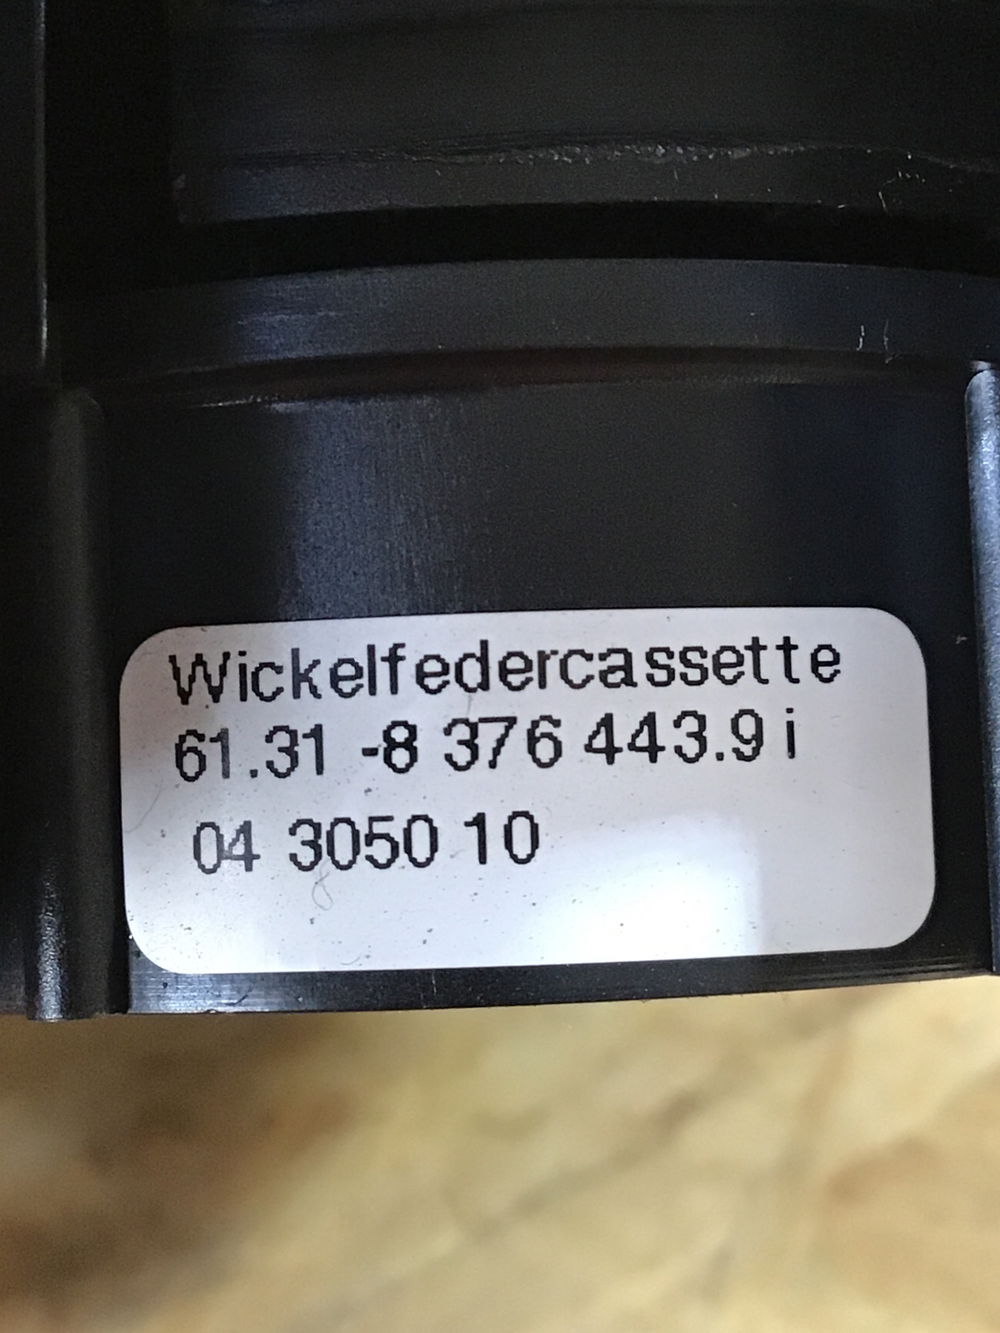 Wickelfedercassette
61.31 -8 376 443.9 i
04 3050 10